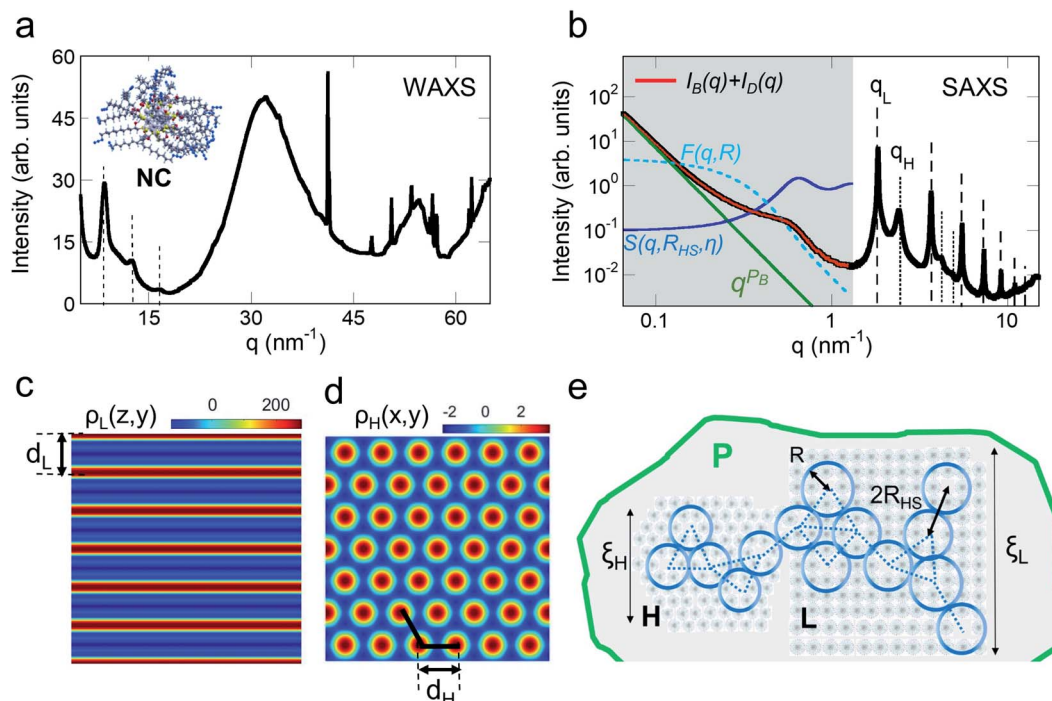 a
WAXS
NC
Intensity (arb. units)
60
45
30
15
0
15
30
45
60
q (nm⁻¹)
b
SAXS
I_B(q)+I_D(q)
q_L
q_H
F(q,R)
S(q,R_HS,η)
q^P_B
Intensity (arb. units)
10²
10¹
10⁰
10⁻¹
10⁻²
0.1
1
10
q (nm⁻¹)
c
ρ_L(z,y)
0
200
d_L
d
ρ_H(x,y)
-2
0
2
d_H
e
P
R
2R_HS
ξ_H
ξ_L
H
L